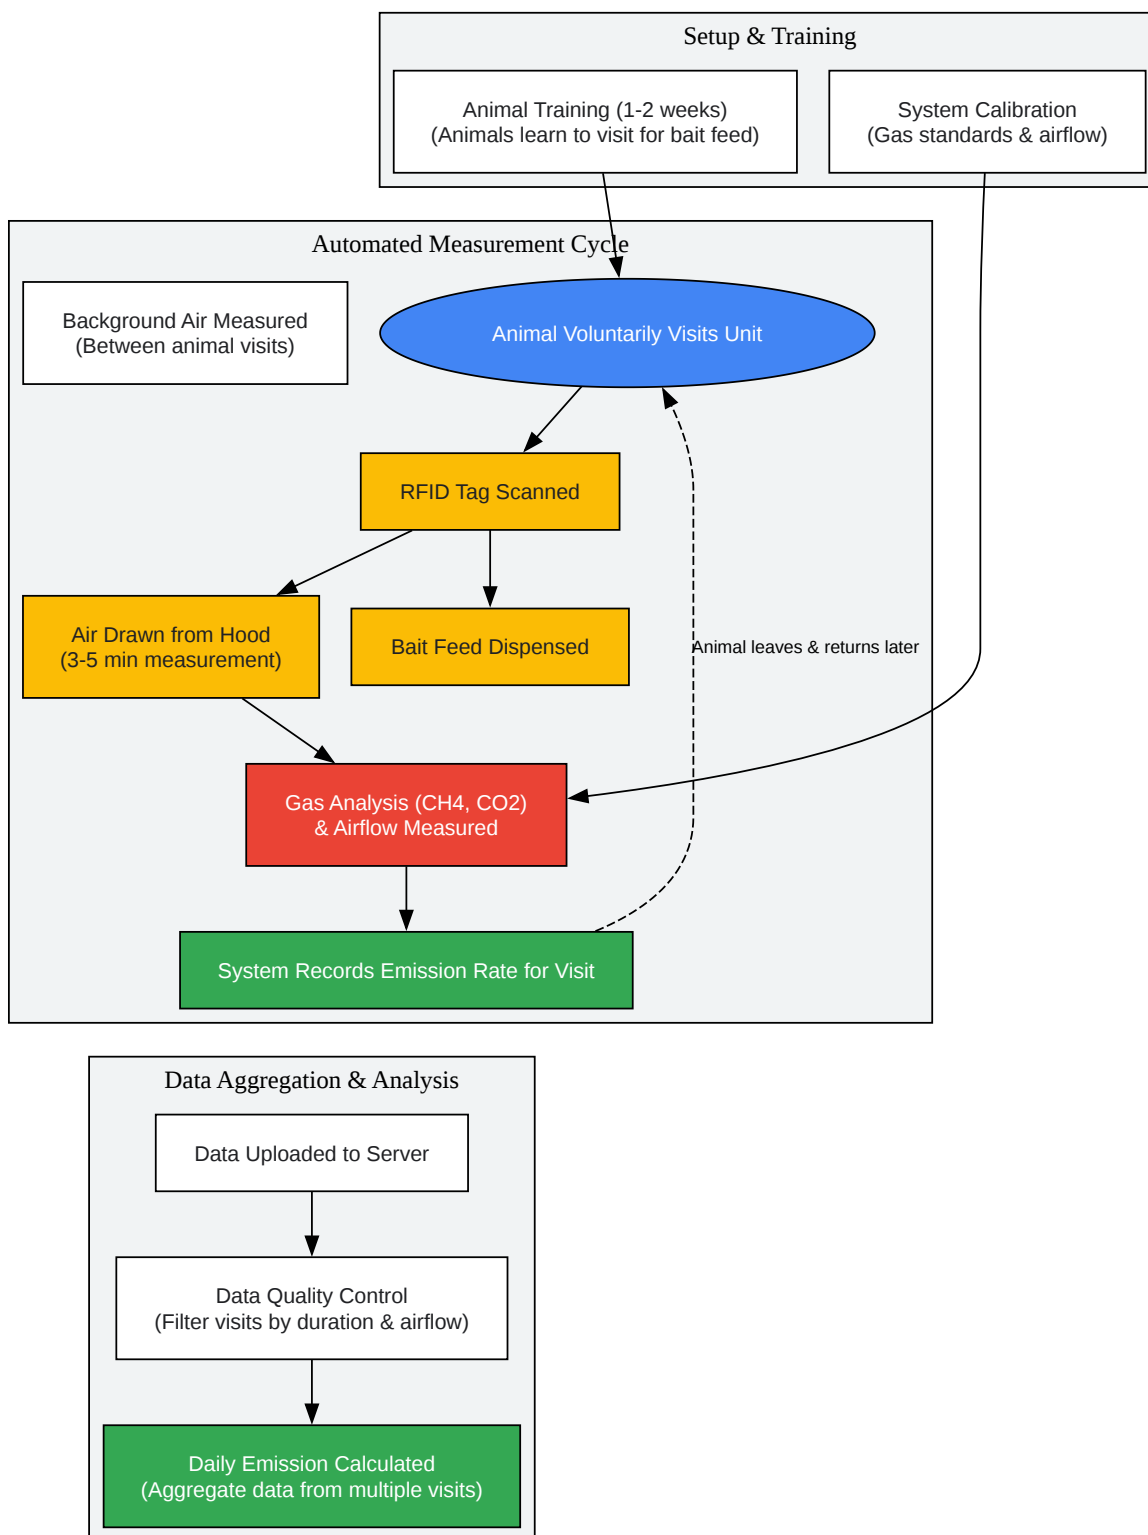 Setup & Training
Animal Training (1-2 weeks)
(Animals learn to visit for bait feed)
System Calibration
(Gas standards & airflow)
Automated Measurement Cycle
Background Air Measured
(Between animal visits)
Animal Voluntarily Visits Unit
RFID Tag Scanned
Air Drawn from Hood
(3-5 min measurement)
Bait Feed Dispensed
Animal leaves & returns later
Gas Analysis (CH4, CO2)
& Airflow Measured
System Records Emission Rate for Visit
Data Aggregation & Analysis
Data Uploaded to Server
Data Quality Control
(Filter visits by duration & airflow)
Daily Emission Calculated
(Aggregate data from multiple visits)